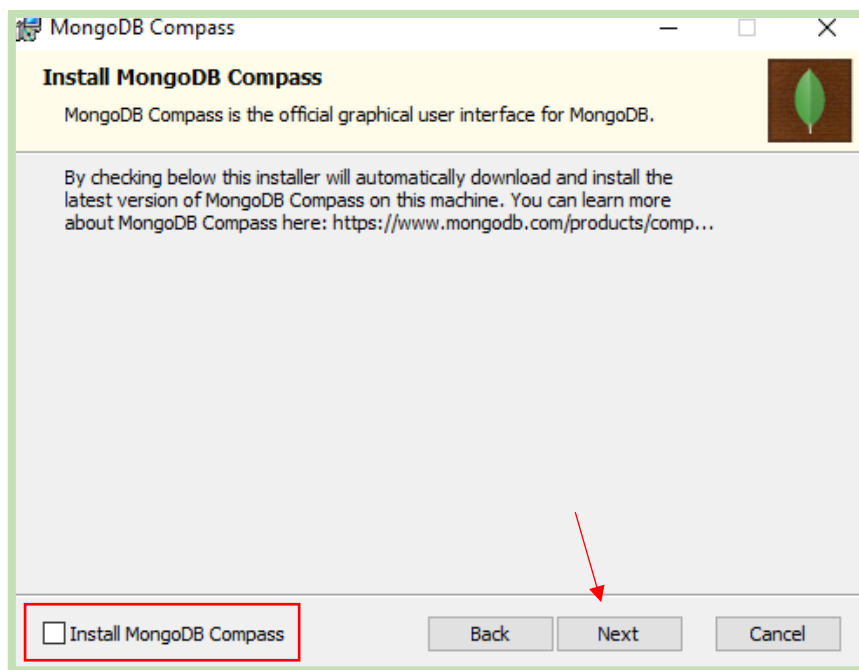 MongoDB Compass
Install MongoDB Compass
MongoDB Compass is the official graphical user interface for MongoDB.
By checking below this installer will automatically download and install the
latest version of MongoDB Compass on this machine. You can learn more
about MongoDB Compass here: https://www.mongodb.com/products/comp...
Install MongoDB Compass Back Next Cancel